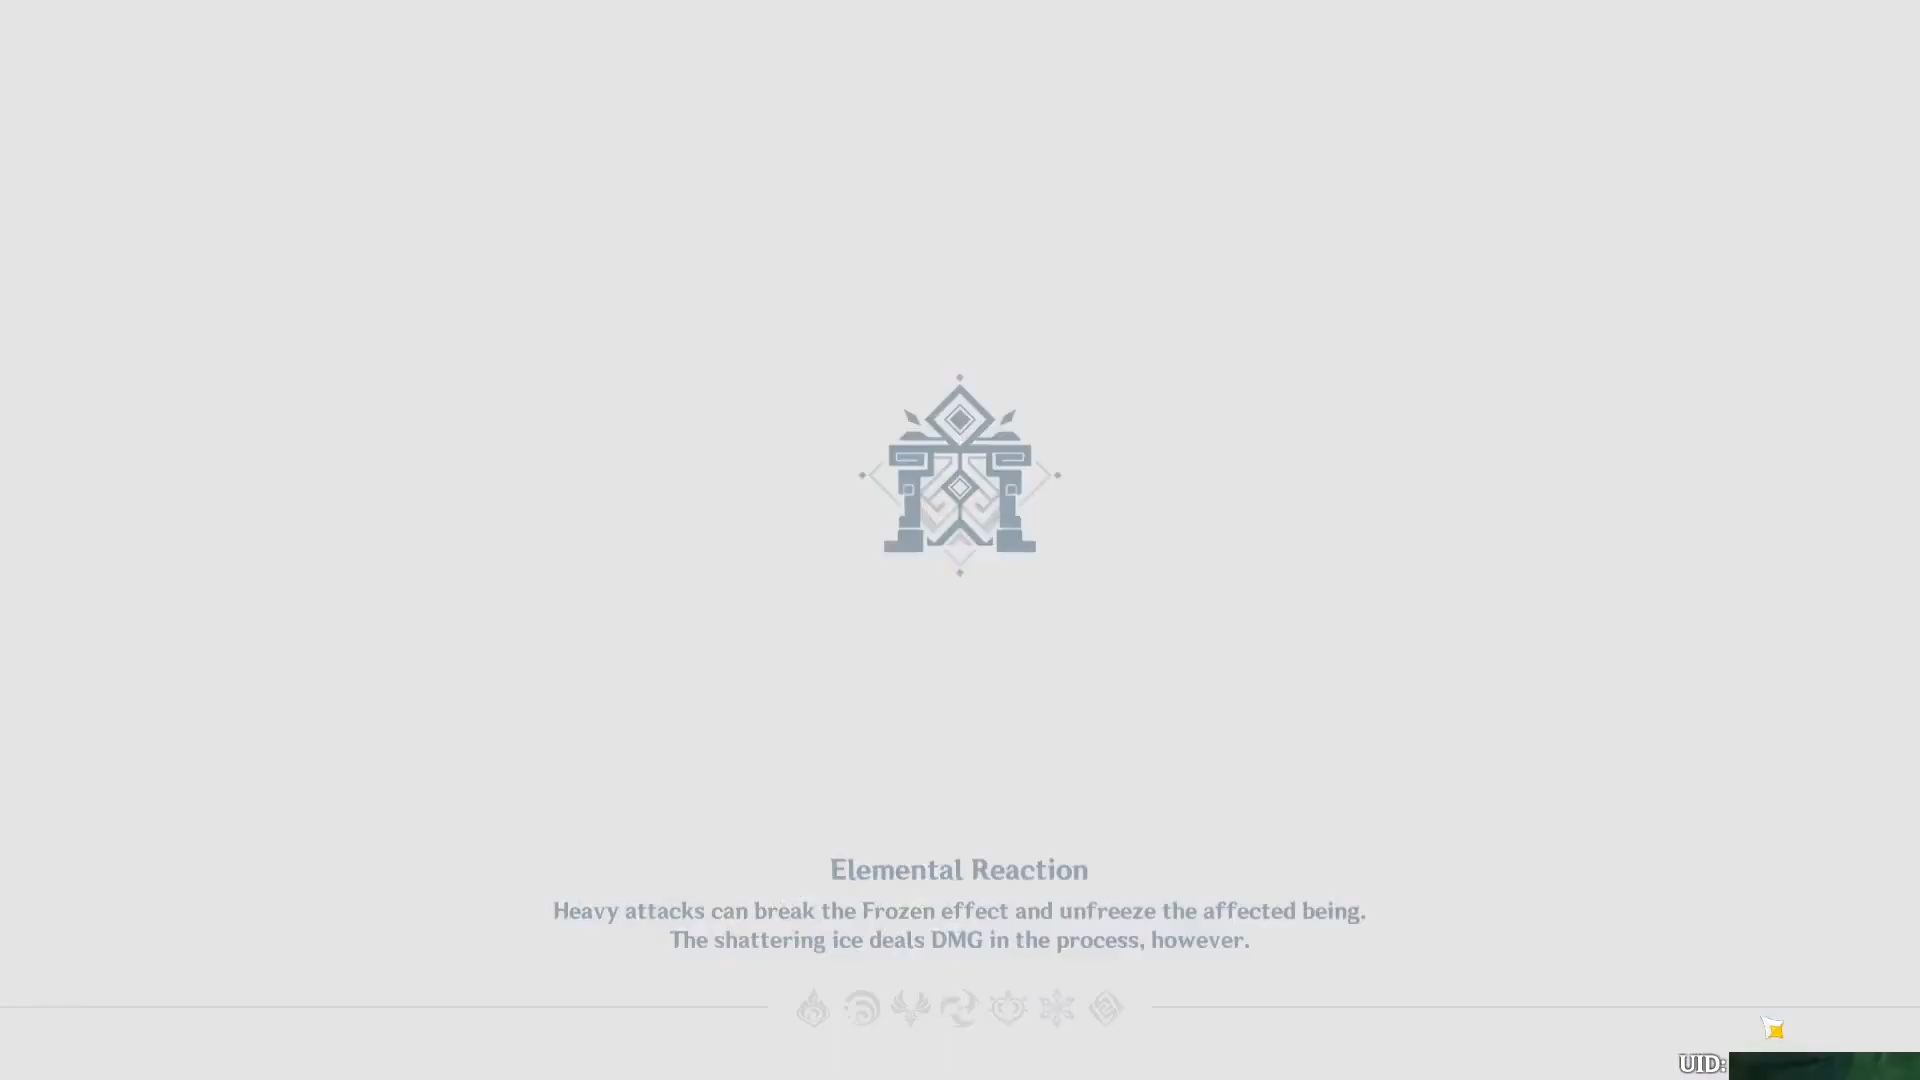 Elemental Reaction
Heavy attacks can break the Frozen effect and unfreeze the affected being.
The shattering ice deals DMG in the process, however.
UID: